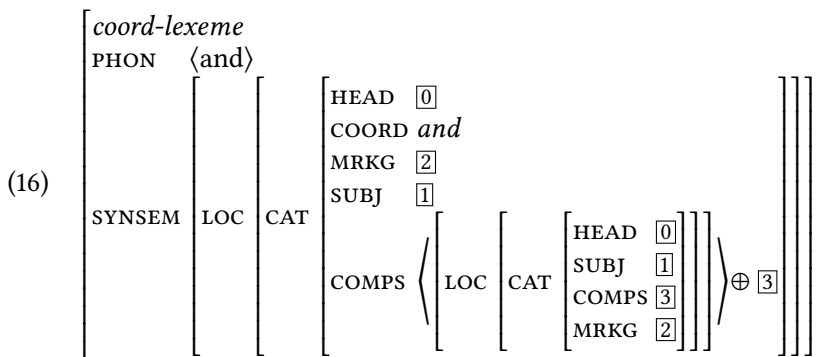 (16)
coord-lexeme
PHON ⟨and⟩
SYNSEM LOC CAT
HEAD 0
COORD and
MRKG 2
SUBJ 1
COMPS ⟨ LOC CAT
HEAD 0
SUBJ 1
COMPS 3
MRKG 2
⟩ ⊕ 3